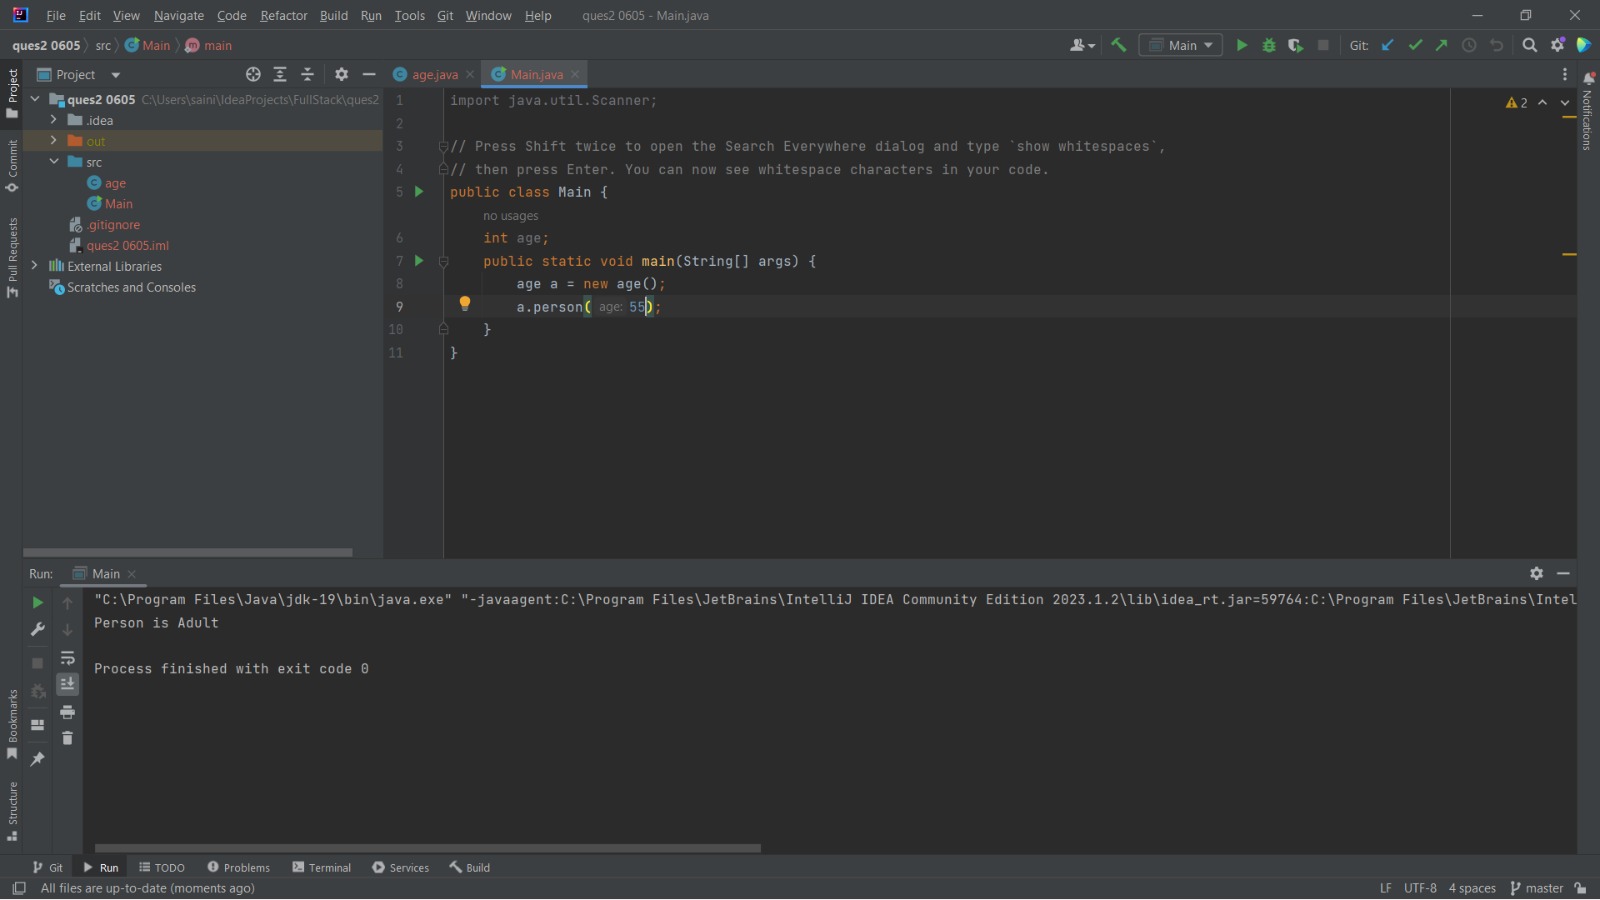 File Edit View Navigate Code Refactor Build Run Tools Git Window Help ques2 0605 - Main.java
ques2 0605 src Main main
Main Git:
Project
age.java Main.java
Project
Commit
Pull Requests
Bookmarks
Structure
Notifications
ques2 0605 C:\Users\saini\IdeaProjects\FullStack\ques2
.idea
out
src
age
Main
.gitignore
ques2 0605.iml
External Libraries
Scratches and Consoles
2
1 import java.util.Scanner;
2
3 // Press Shift twice to open the Search Everywhere dialog and type `show whitespaces`,
4 // then press Enter. You can now see whitespace characters in your code.
5 public class Main {
no usages
6 int age;
7 public static void main(String[] args) {
8 age a = new age();
9 a.person( age: 55);
10 }
11 }
Run: Main
"C:\Program Files\Java\jdk-19\bin\java.exe" "-javaagent:C:\Program Files\JetBrains\IntelliJ IDEA Community Edition 2023.1.2\lib\idea_rt.jar=59764:C:\Program Files\JetBrains\Intel
Person is Adult
Process finished with exit code 0
Git Run TODO Problems Terminal Services Build
All files are up-to-date (moments ago)
LF UTF-8 4 spaces master